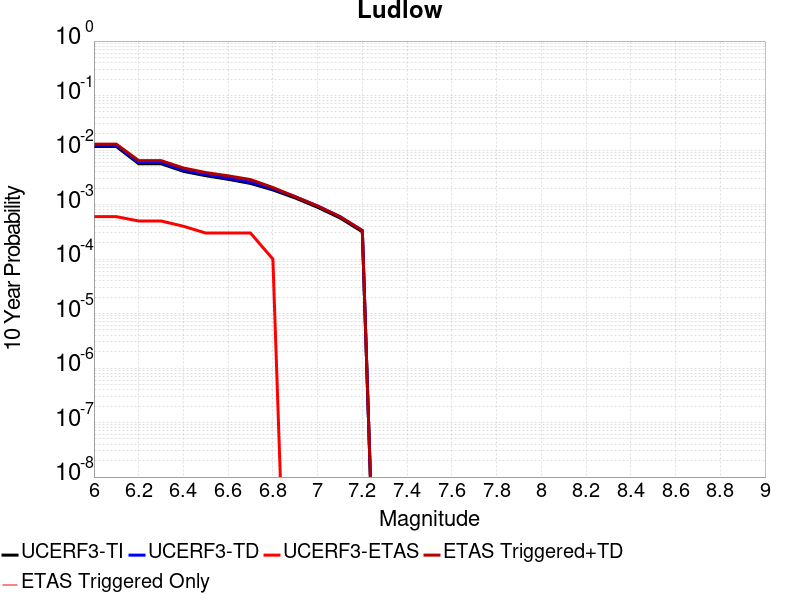 Ludlow
10 Year Probability
10^0
10^-1
10^-2
10^-3
10^-4
10^-5
10^-6
10^-7
10^-8
6 6.2 6.4 6.6 6.8 7 7.2 7.4 7.6 7.8 8 8.2 8.4 8.6 8.8 9
Magnitude
UCERF3-TI UCERF3-TD UCERF3-ETAS ETAS Triggered+TD
ETAS Triggered Only